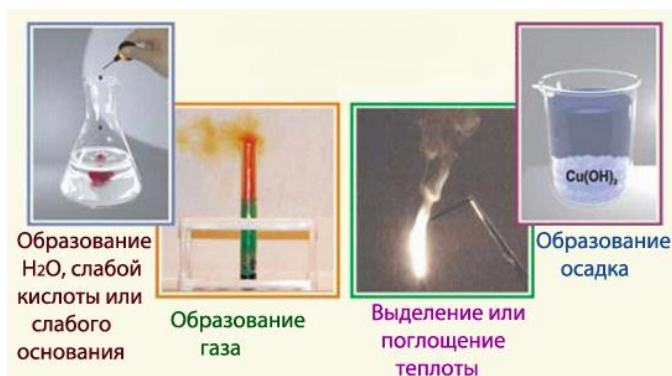 Cu(OH)₂
Образование
H₂O, слабой
кислоты или
слабого
основания
Образование
газа
Выделение или
поглощение
теплоты
Образование
осадка